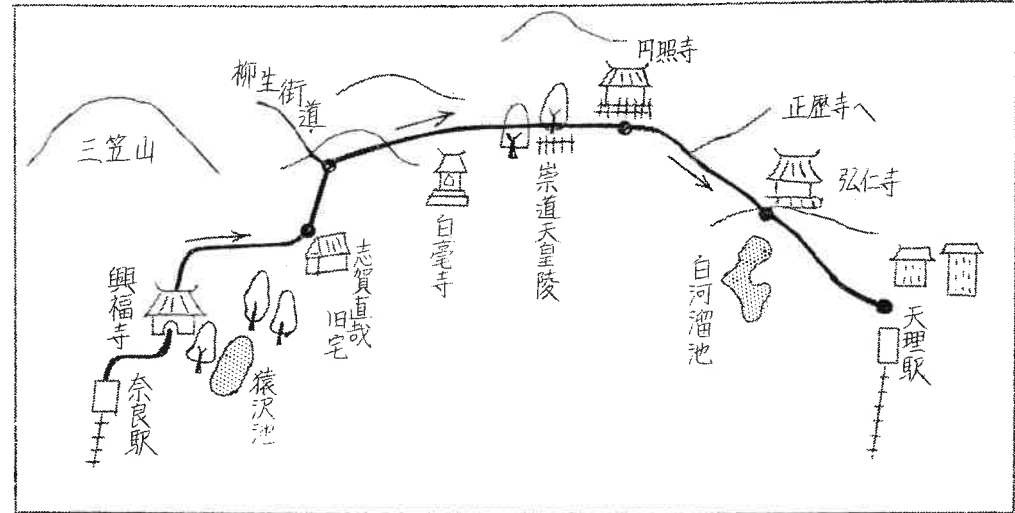 三笠山
柳生街道
円照寺
正歴寺へ
弘仁寺
崇道天皇陵
白毫寺
志賀直哉
旧宅
興福寺
猿沢池
奈良駅
白河溜池
天理駅